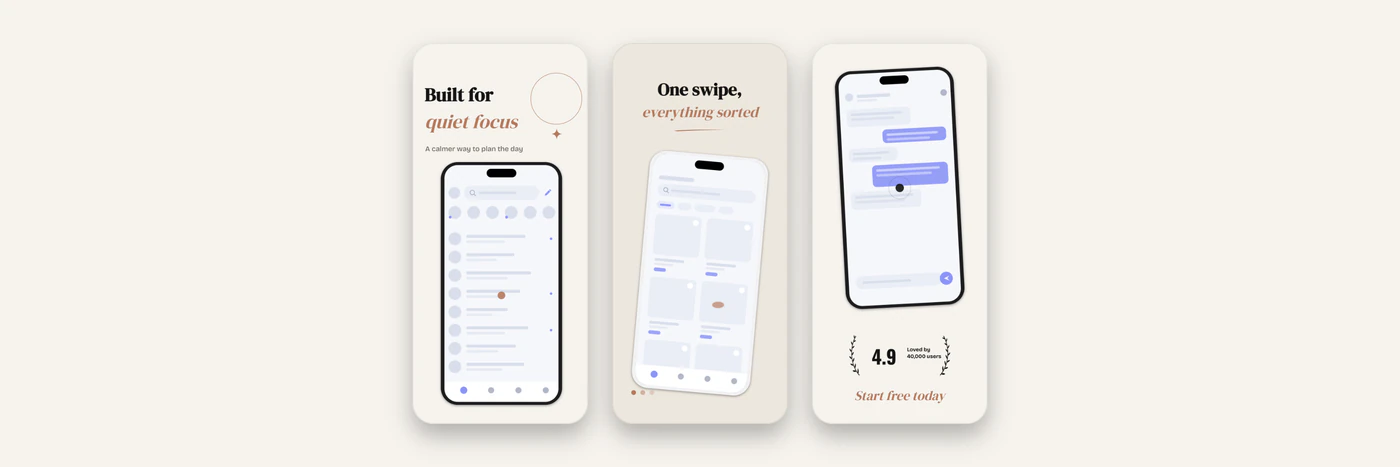 Built for
quiet focus
A calmer way to plan the day
One swipe,
everything sorted
4.9
Loved by
40,000 users
Start free today